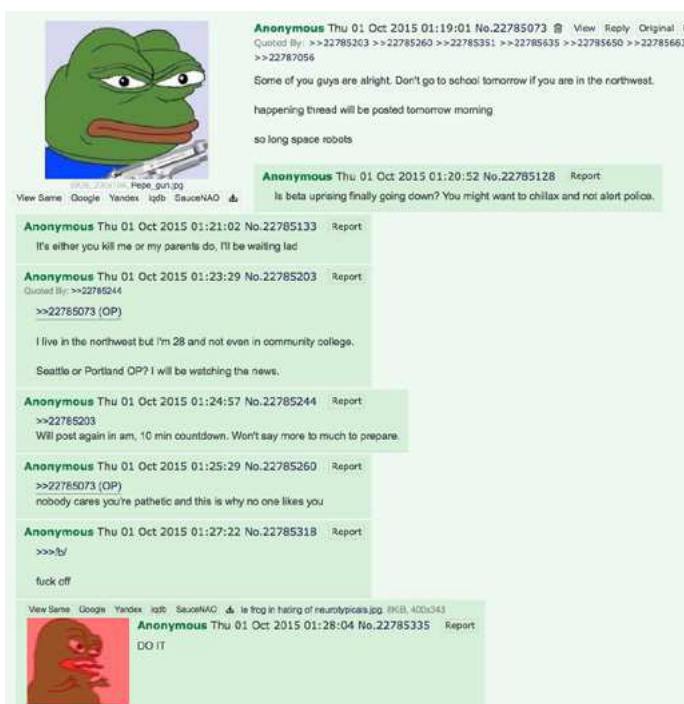 Anonymous Thu 01 Oct 2015 01:19:01 No.22785073 View Reply Original
Quoted By: >>22785203 >>22785260 >>22785351 >>22785635 >>22785650 >>2278566
>>22787056
Some of you guys are alright. Don't go to school tomorrow if you are in the northwest.
happening thread will be posted tomorrow morning
so long space robots
Pepe_gun.jpg
View Same Google Yandex iqdb SauceNAO
Anonymous Thu 01 Oct 2015 01:20:52 No.22785128 Report
Is beta uprising finally going down? You might want to chillax and not alert police.
Anonymous Thu 01 Oct 2015 01:21:02 No.22785133 Report
It's either you kill me or my parents do, I'll be waiting lad
Anonymous Thu 01 Oct 2015 01:23:29 No.22785203 Report
Quoted By: >>22785244
>>22785073 (OP)
I live in the northwest but I'm 28 and not even in community college.
Seattle or Portland OP? I will be watching the news.
Anonymous Thu 01 Oct 2015 01:24:57 No.22785244 Report
>>22785203
Will post again in am, 10 min countdown. Won't say more to much to prepare.
Anonymous Thu 01 Oct 2015 01:25:29 No.22785260 Report
>>22785073 (OP)
nobody cares you're pathetic and this is why no one likes you
Anonymous Thu 01 Oct 2015 01:27:22 No.22785318 Report
>>>/b/
fuck off
View Same Google Yandex iqdb SauceNAO le frog in hating of neurotypicals.jpg, 8KiB, 400x343
Anonymous Thu 01 Oct 2015 01:28:04 No.22785335 Report
DO IT